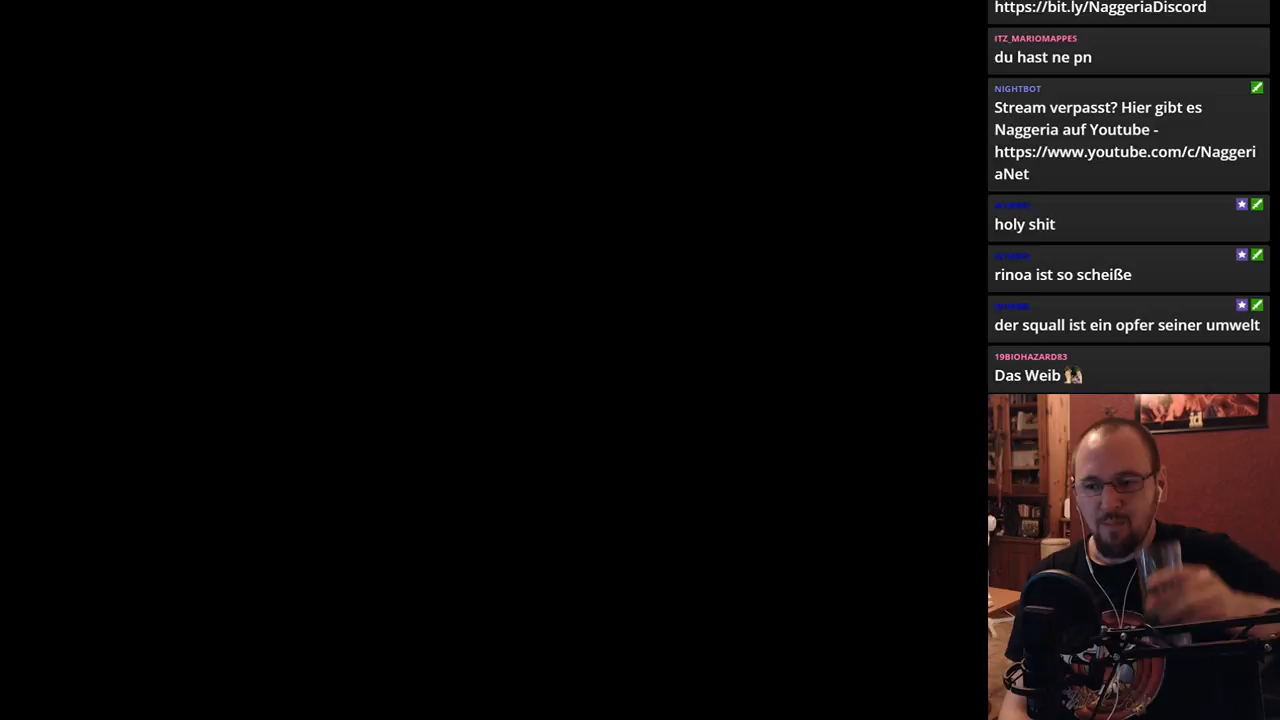 https://bit.ly/NaggeriaDiscord
ITZ_MARIOMAPPES
du hast ne pn
NIGHTBOT
Stream verpasst? Hier gibt es
Naggeria auf Youtube -
https://www.youtube.com/c/Naggeri
aNet
holy shit
rinoa ist so scheiße
der squall ist ein opfer seiner umwelt
19BIOHAZARD83
Das Weib